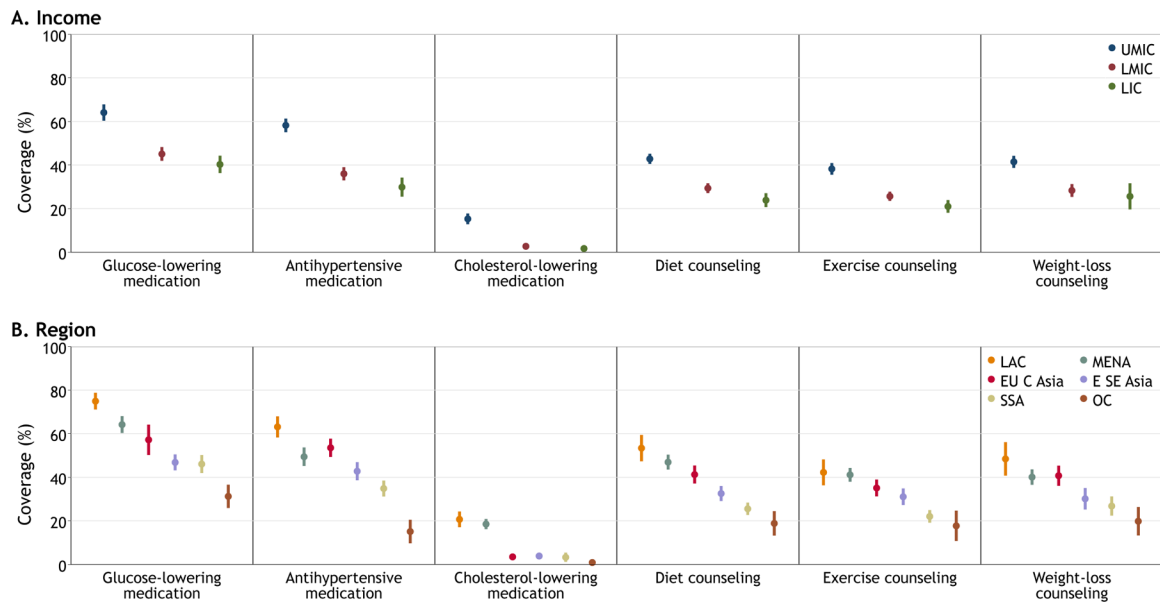 A. Income
100
80
60
40
20
0
Coverage (%)
UMIC
LMIC
LIC
Glucose-lowering
medication
Antihypertensive
medication
Cholesterol-lowering
medication
Diet counseling
Exercise counseling
Weight-loss
counseling
B. Region
100
80
60
40
20
0
Coverage (%)
LAC
MENA
EU C Asia
E SE Asia
SSA
OC
Glucose-lowering
medication
Antihypertensive
medication
Cholesterol-lowering
medication
Diet counseling
Exercise counseling
Weight-loss
counseling